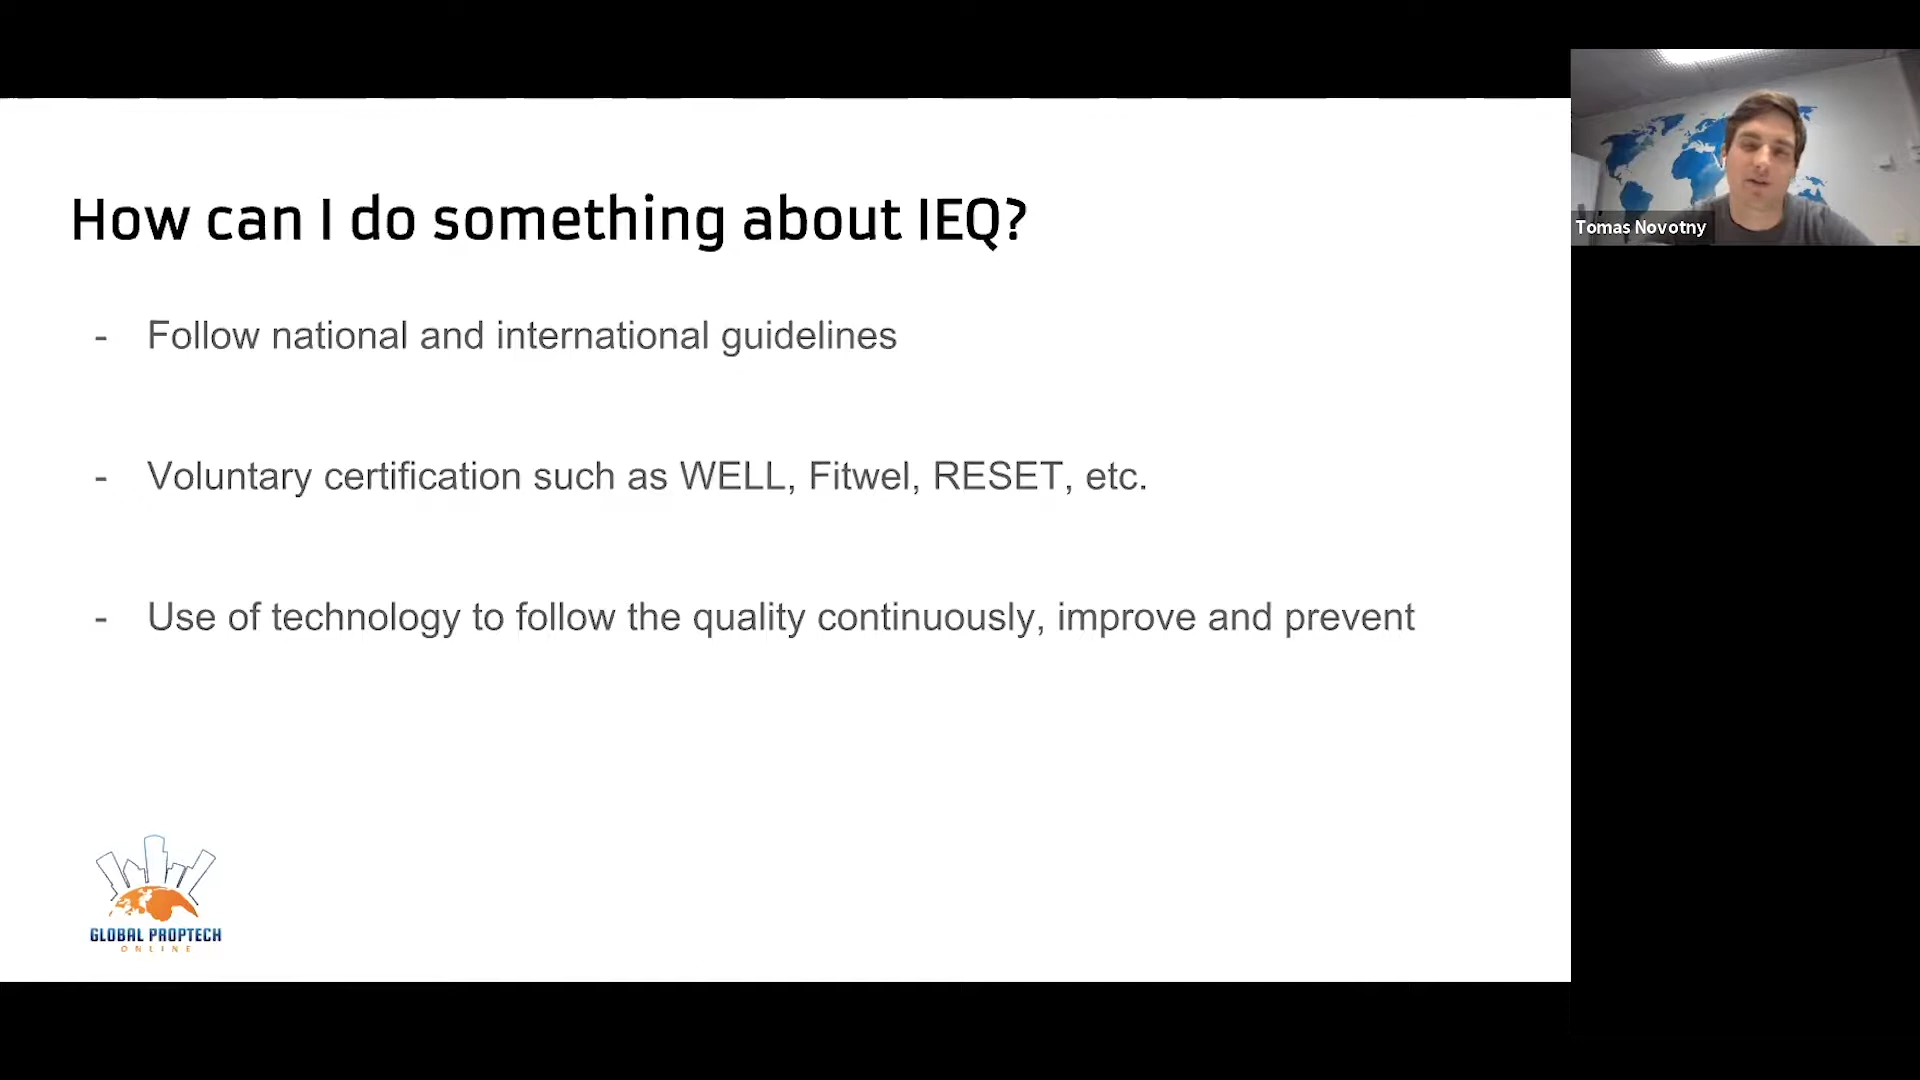 How can I do something about IEQ?
- Follow national and international guidelines
- Voluntary certification such as WELL, Fitwel, RESET, etc.
- Use of technology to follow the quality continuously, improve and prevent
GLOBAL PROPTECH
ONLINE
Tomas Novotny